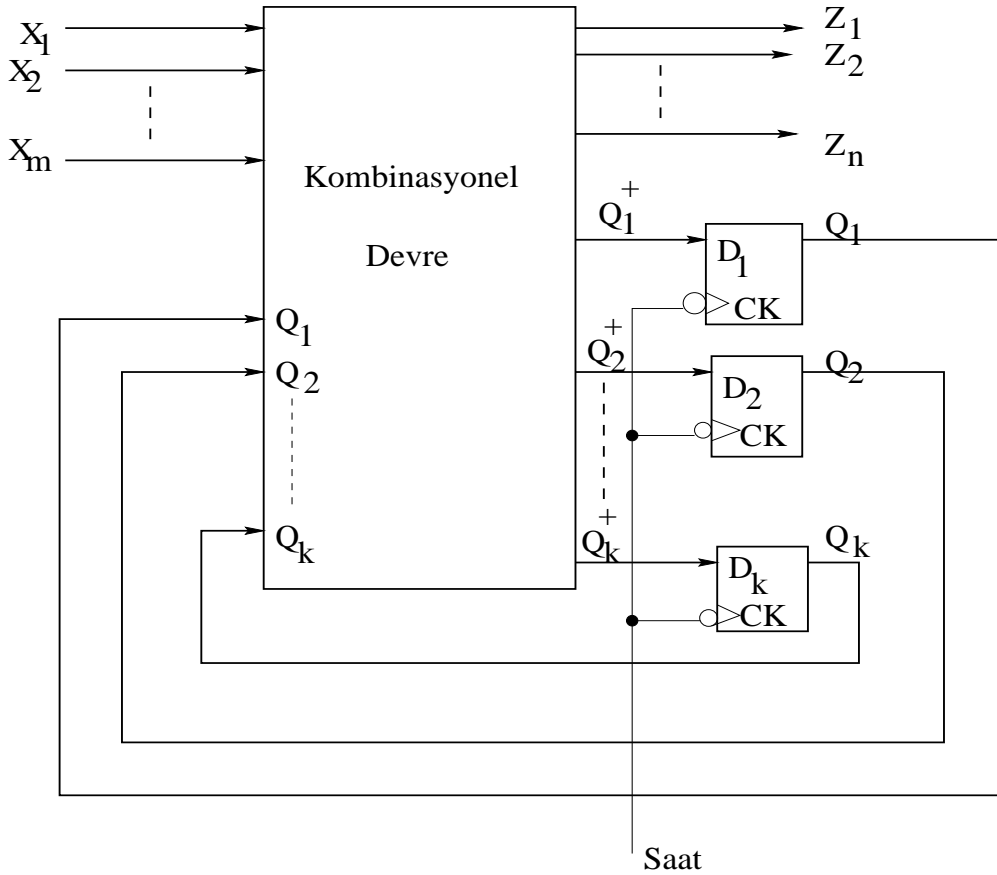 X1
X2
Xm
Z1
Z2
Zn
Kombinasyonel
Devre
Q1+
Q2+
Qk+
Q1
Q2
Qk
D1
CK
D2
CK
Dk
CK
Q1
Q2
Qk
Saat